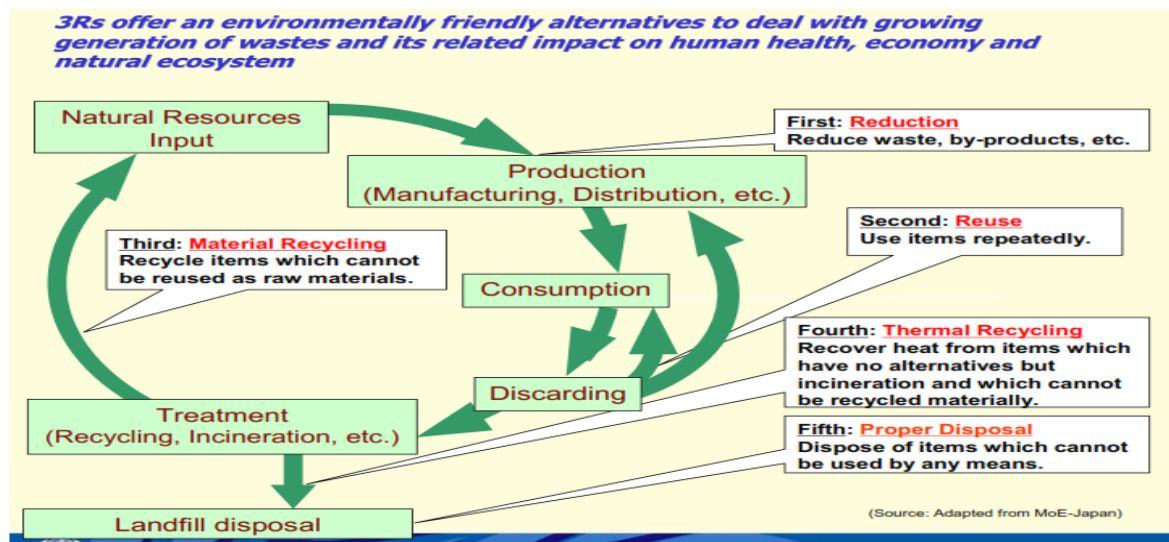 3Rs offer an environmentally friendly alternatives to deal with growing
generation of wastes and its related impact on human health, economy and
natural ecosystem
Natural Resources
Input
First: Reduction
Reduce waste, by-products, etc.
Production
(Manufacturing, Distribution, etc.)
Second: Reuse
Use items repeatedly.
Third: Material Recycling
Recycle items which cannot
be reused as raw materials.
Consumption
Fourth: Thermal Recycling
Recover heat from items which
have no alternatives but
incineration and which cannot
be recycled materially.
Discarding
Treatment
(Recycling, Incineration, etc.)
Fifth: Proper Disposal
Dispose of items which cannot
be used by any means.
Landfill disposal
(Source: Adapted from MoE-Japan)